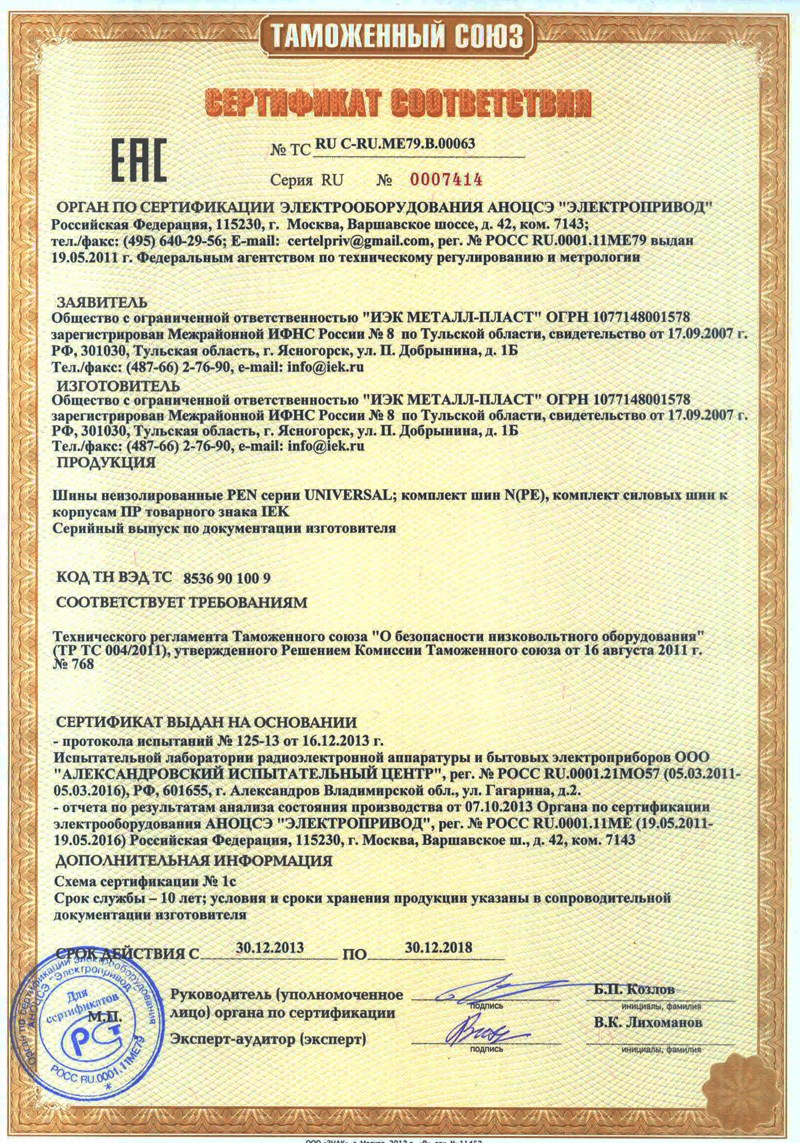 ТАМОЖЕННЫЙ СОЮЗ
СЕРТИФИКАТ СООТВЕТСТВИЯ
ЕАС
№ ТС RU C-RU.ME79.B.00063
Серия RU № 0007414
ОРГАН ПО СЕРТИФИКАЦИИ ЭЛЕКТРООБОРУДОВАНИЯ АНОЦСЭ "ЭЛЕКТРОПРИВОД"
Российская Федерация, 115230, г. Москва, Варшавское шоссе, д. 42, ком. 7143;
тел./факс: (495) 640-29-56; E-mail: certelpriv@gmail.com, рег. № РОСС RU.0001.11МЕ79 выдан
19.05.2011 г. Федеральным агентством по техническому регулированию и метрологии
ЗАЯВИТЕЛЬ
Общество с ограниченной ответственностью "ИЭК МЕТАЛЛ-ПЛАСТ" ОГРН 1077148001578
зарегистрирован Межрайонной ИФНС России № 8 по Тульской области, свидетельство от 17.09.2007 г.
РФ, 301030, Тульская область, г. Ясногорск, ул. П. Добрынина, д. 1Б
Тел./факс: (487-66) 2-76-90, e-mail: info@iek.ru
ИЗГОТОВИТЕЛЬ
Общество с ограниченной ответственностью "ИЭК МЕТАЛЛ-ПЛАСТ" ОГРН 1077148001578
зарегистрирован Межрайонной ИФНС России № 8 по Тульской области, свидетельство от 17.09.2007 г.
РФ, 301030, Тульская область, г. Ясногорск, ул. П. Добрынина, д. 1Б
Тел./факс: (487-66) 2-76-90, e-mail: info@iek.ru
ПРОДУКЦИЯ
Шины неизолированные PEN серии UNIVERSAL; комплект шин N(PE), комплект силовых шин к
корпусам ПР товарного знака IEK
Серийный выпуск по документации изготовителя
КОД ТН ВЭД ТС 8536 90 100 9
СООТВЕТСТВУЕТ ТРЕБОВАНИЯМ
Технического регламента Таможенного союза "О безопасности низковольтного оборудования"
(ТР ТС 004/2011), утвержденного Решением Комиссии Таможенного союза от 16 августа 2011 г.
№ 768
СЕРТИФИКАТ ВЫДАН НА ОСНОВАНИИ
- протокола испытаний № 125-13 от 16.12.2013 г.
Испытательной лаборатории радиоэлектронной аппаратуры и бытовых электроприборов ООО
"АЛЕКСАНДРОВСКИЙ ИСПЫТАТЕЛЬНЫЙ ЦЕНТР", рег. № РОСС RU.0001.21МО57 (05.03.2011-
05.03.2016), РФ, 601655, г. Александров Владимирской обл., ул. Гагарина, д.2.
- отчета по результатам анализа состояния производства от 07.10.2013 Органа по сертификации
электрооборудования АНОЦСЭ "ЭЛЕКТРОПРИВОД", рег. № РОСС RU.0001.11МЕ (19.05.2011-
19.05.2016) Российская Федерация, 115230, г. Москва, Варшавское ш., д. 42, ком. 7143
ДОПОЛНИТЕЛЬНАЯ ИНФОРМАЦИЯ
Схема сертификации № 1с
Срок службы – 10 лет; условия и сроки хранения продукции указаны в сопроводительной
документации изготовителя
СРОК ДЕЙСТВИЯ С 30.12.2013 ПО 30.12.2018
Орган по сертификации электрооборудования
АНОЦСЭ "Электропривод"
Для
сертификатов
М.П.
РСТ
РОСС RU.0001.11МЕ79
Руководитель (уполномоченное
лицо) органа по сертификации
подпись
Б.П. Козлов
инициалы, фамилия
Эксперт-аудитор (эксперт)
подпись
В.К. Лихоманов
инициалы, фамилия